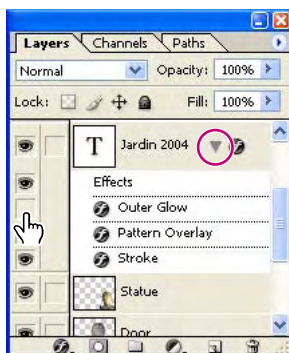 Layers Channels Paths
Normal Opacity: 100%
Lock: Fill: 100%
T Jardin 2004
Effects
Outer Glow
Pattern Overlay
Stroke
Statue
Door